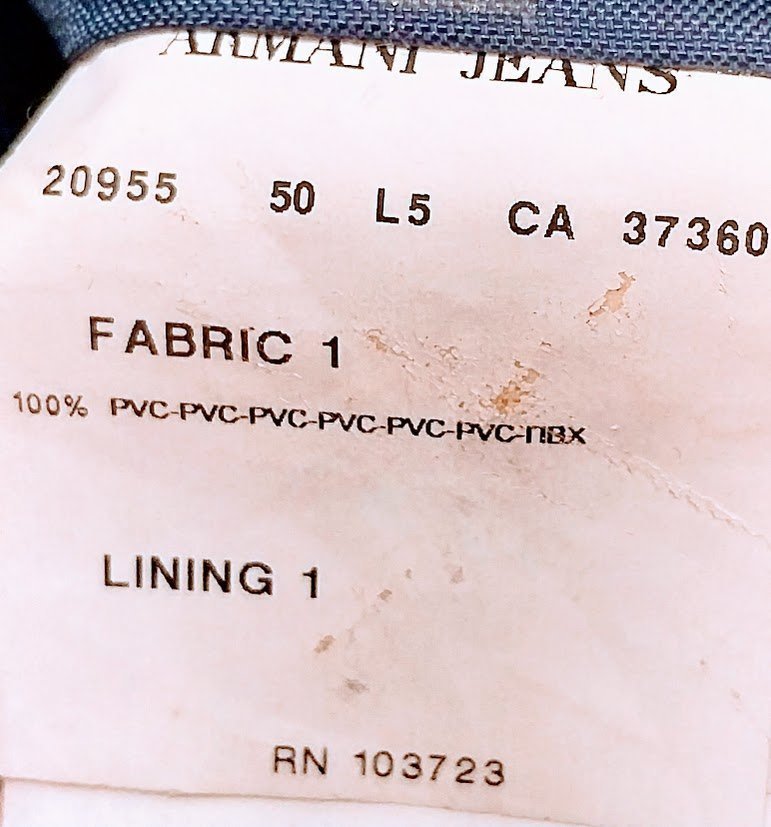 ARMANI JEANS
20955 50 L5 CA 37360
FABRIC 1
100% PVC-PVC-PVC-PVC-PVC-PVC-ПВХ
LINING 1
RN 103723